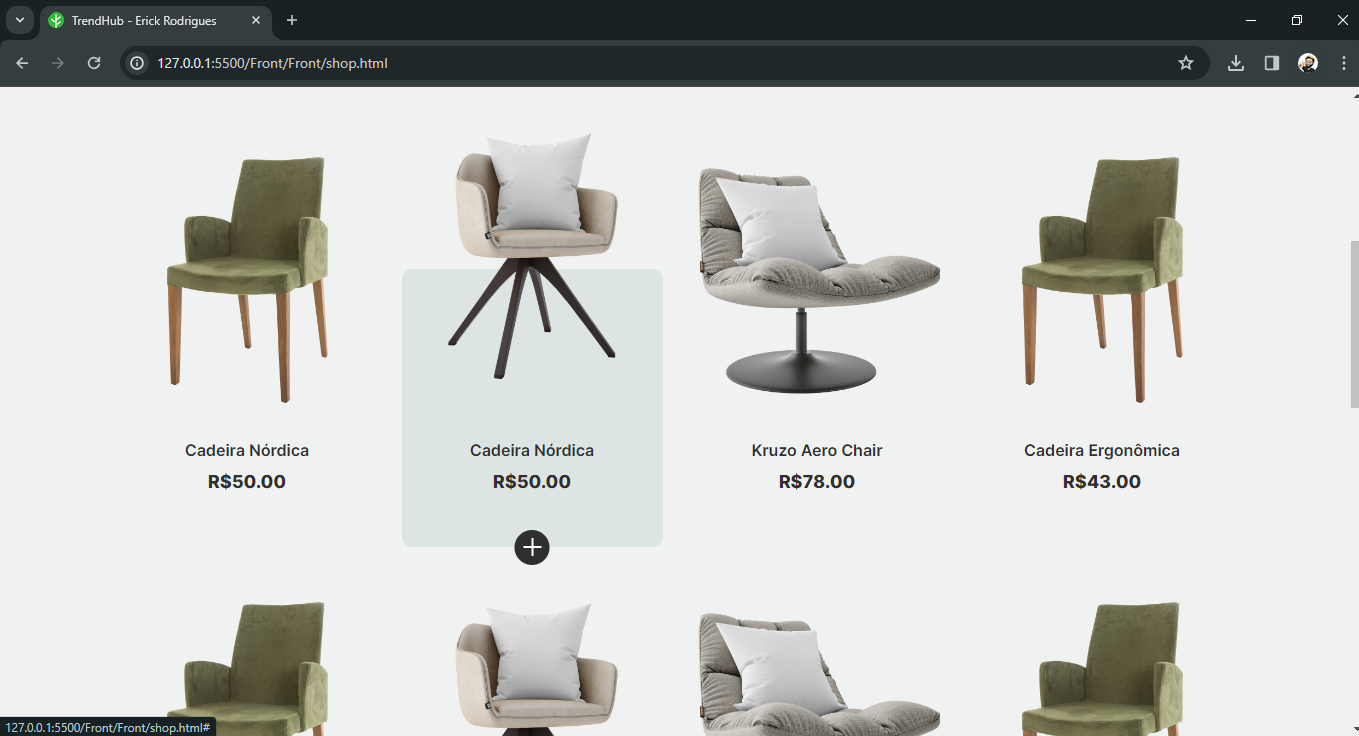 TrendHub - Erick Rodrigues
127.0.0.1:5500/Front/Front/shop.html
Cadeira Nórdica
R$50.00
Cadeira Nórdica
R$50.00
Kruzo Aero Chair
R$78.00
Cadeira Ergonômica
R$43.00
127.0.0.1:5500/Front/Front/shop.html#